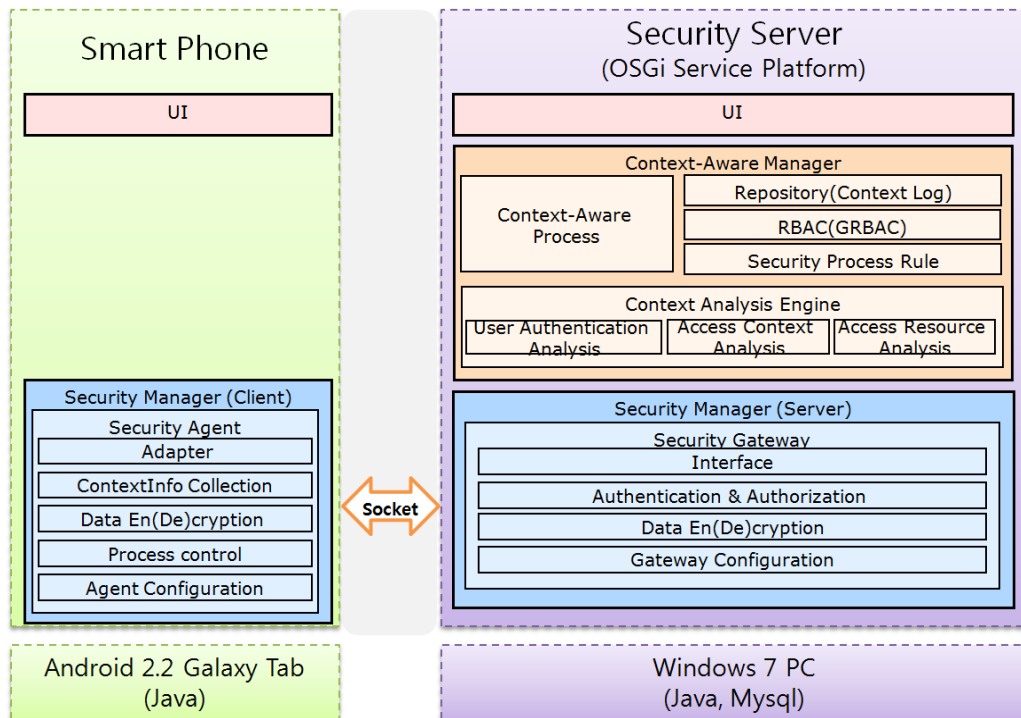 Smart Phone
UI
Security Manager (Client)
Security Agent
Adapter
ContextInfo Collection
Data En(De)cryption
Process control
Agent Configuration
Android 2.2 Galaxy Tab
(Java)
Socket
Security Server
(OSGi Service Platform)
UI
Context-Aware Manager
Context-Aware
Process
Repository(Context Log)
RBAC(GRBAC)
Security Process Rule
Context Analysis Engine
User Authentication
Analysis
Access Context
Analysis
Access Resource
Analysis
Security Manager (Server)
Security Gateway
Interface
Authentication & Authorization
Data En(De)cryption
Gateway Configuration
Windows 7 PC
(Java, Mysql)